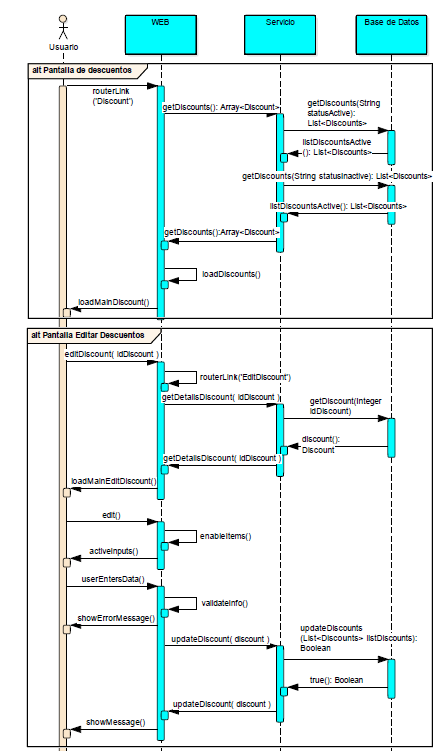 WEB
Servicio
Base de Datos
Usuario
alt Pantalla de descuentos
routerLink
('Discount')
getDiscounts(): Array<Discount>
getDiscounts(String
statusActive):
List<Discounts>
listDiscountsActive
(): List<Discounts>
getDiscounts(String statusInactive): List<Discounts>
listDiscountsActive(): List<Discounts>
getDiscounts():Array<Discount>
loadDiscounts()
loadMainDiscount()
alt Pantalla Editar Descuentos
editDiscount( idDiscount )
routerLink('EditDiscount')
getDetailsDiscount( idDiscount )
getDiscount(Integer
idDiscount)
discount():
Discount
getDetailsDiscount( idDiscount )
loadMainEditDiscount()
edit()
enableItems()
activeInputs()
userEntersData()
validateInfo()
showErrorMessage()
updateDiscount( discount )
updateDiscounts
(List<Discounts> listDiscounts):
Boolean
true(): Boolean
updateDiscount( discount )
showMessage()